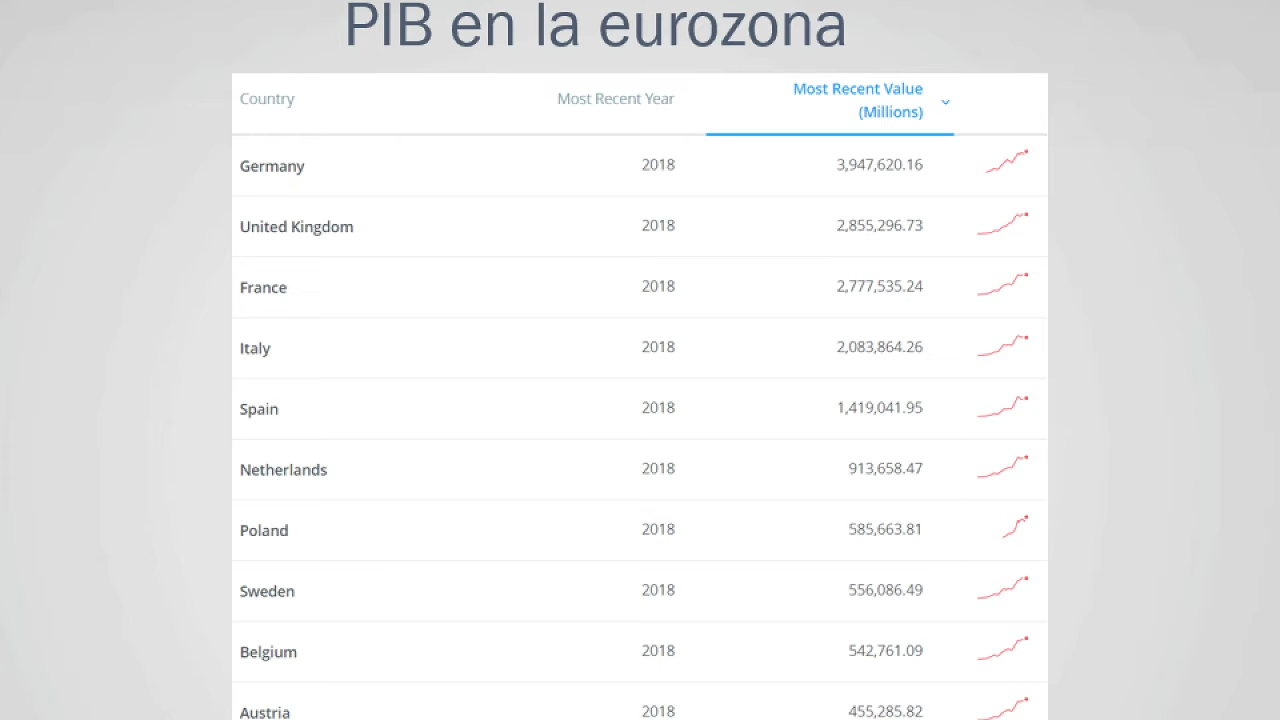 PIB en la eurozona
Country Most Recent Year Most Recent Value (Millions)
Germany 2018 3,947,620.16
United Kingdom 2018 2,855,296.73
France 2018 2,777,535.24
Italy 2018 2,083,864.26
Spain 2018 1,419,041.95
Netherlands 2018 913,658.47
Poland 2018 585,663.81
Sweden 2018 556,086.49
Belgium 2018 542,761.09
Austria 2018 455,285.82